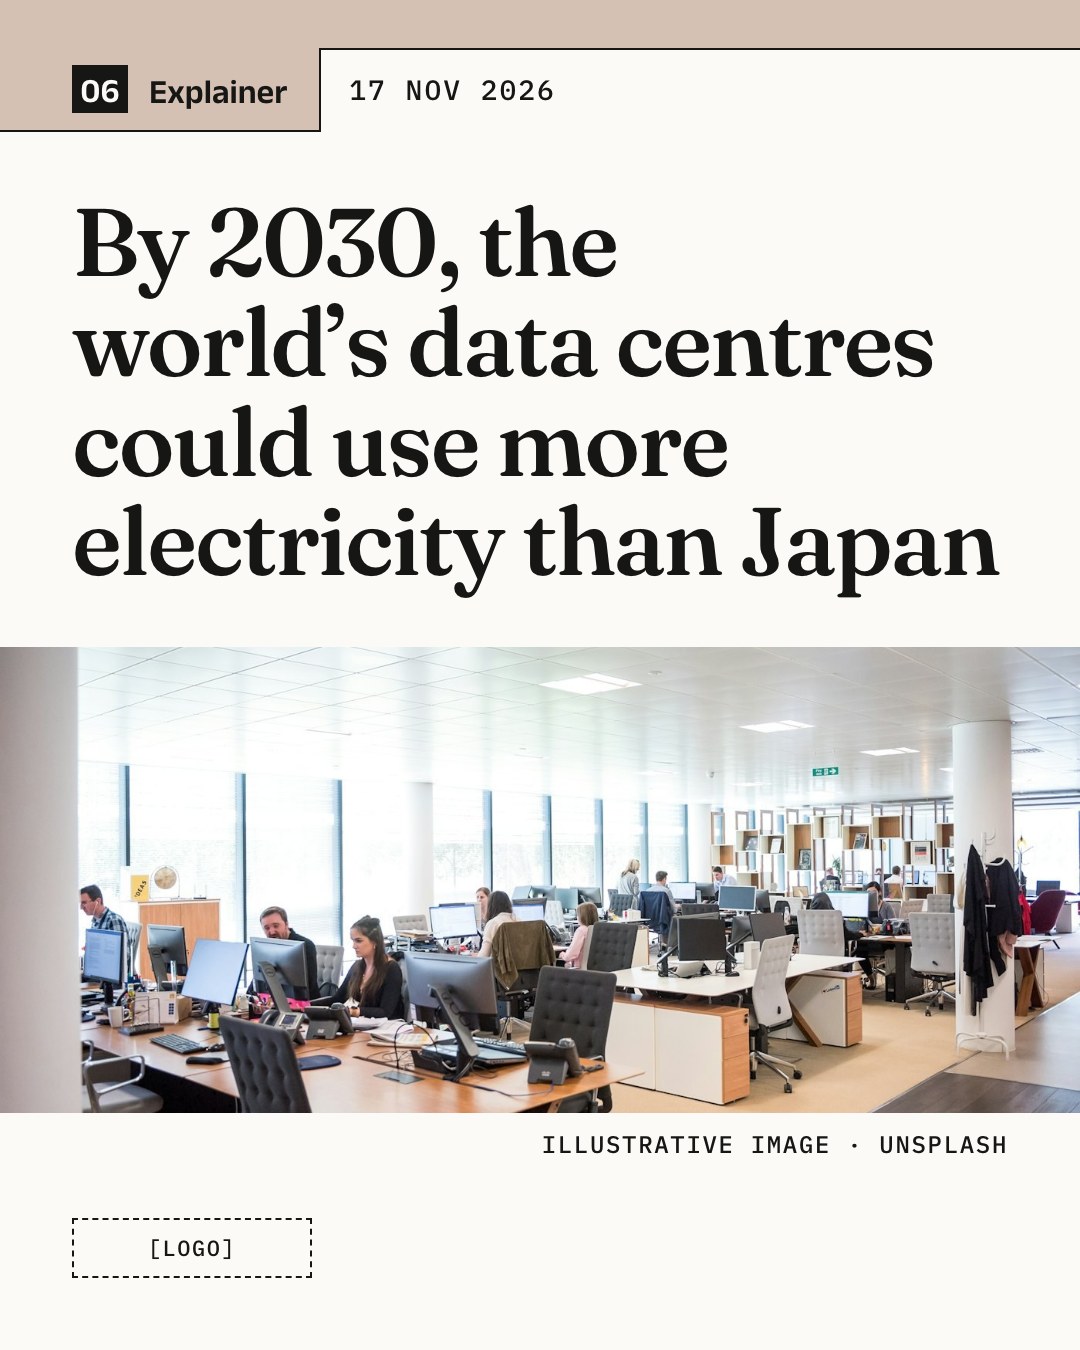 06 Explainer
17 NOV 2026
By 2030, the
world’s data centres
could use more
electricity than Japan
IDEAS
ILLUSTRATIVE IMAGE · UNSPLASH
[LOGO]